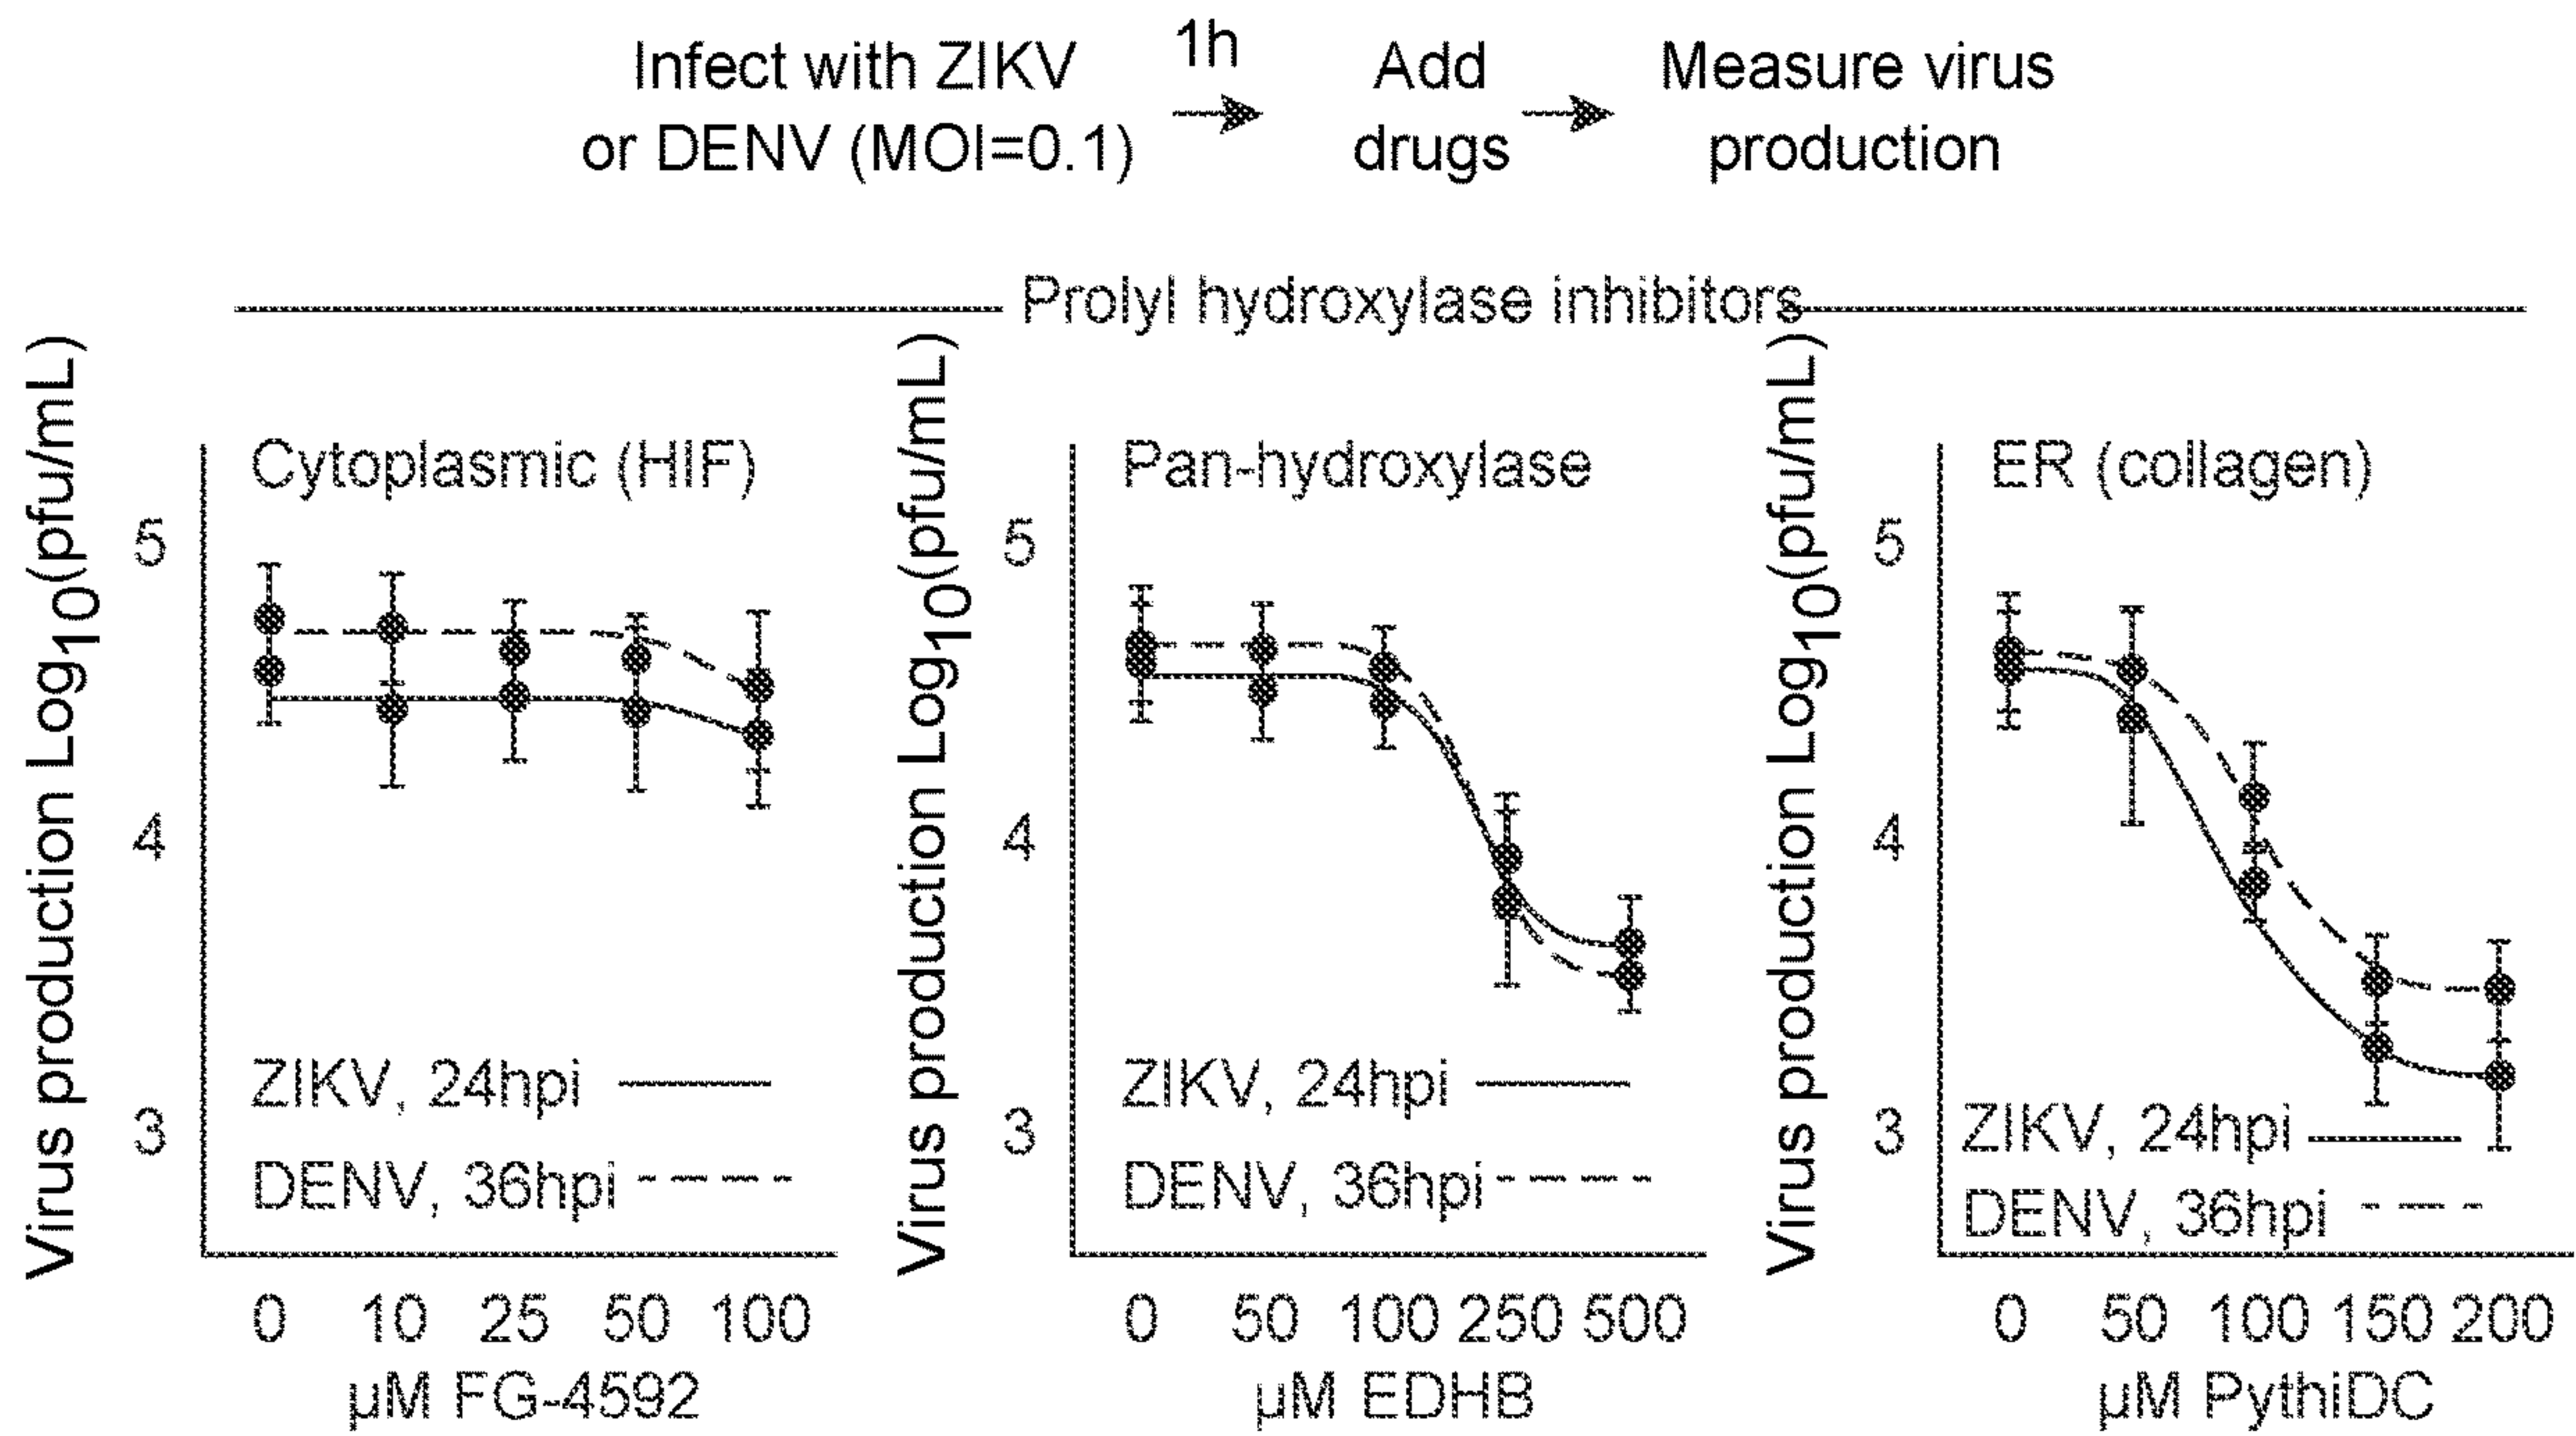 Infect with ZIKV
or DENV (MOI=0.1)
1h
Add
drugs
Measure virus
production
Prolyl hydroxylase inhibitors
Virus production Log10(pfu/mL)
Cytoplasmic (HIF)
5
4
3
ZIKV, 24hpi
DENV, 36hpi
0 10 25 50 100
µM FG-4592
Virus production Log10(pfu/mL)
Pan-hydroxylase
5
4
3
ZIKV, 24hpi
DENV, 36hpi
0 50 100 250 500
µM EDHB
Virus production Log10(pfu/mL)
ER (collagen)
5
4
3
ZIKV, 24hpi
DENV, 36hpi
0 50 100 150 200
µM PythiDC